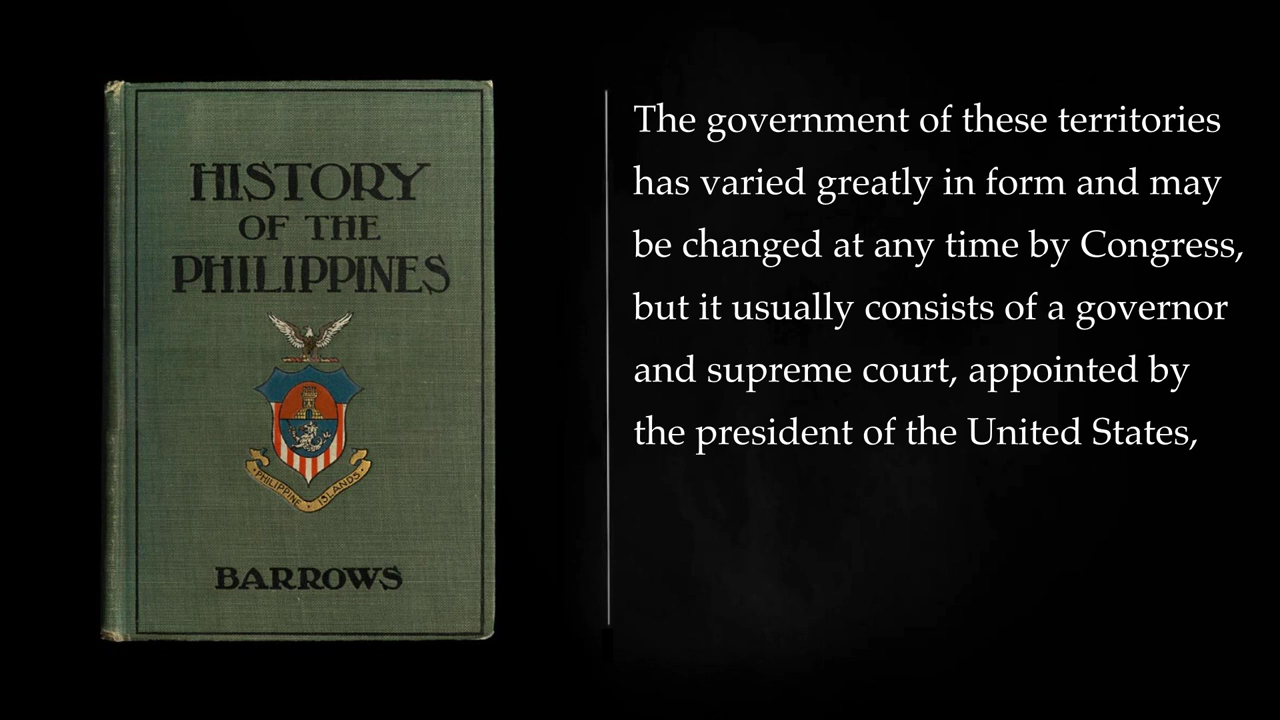 HISTORY
OF THE
PHILIPPINES
PHILIPPINE ISLANDS
BARROWS
The government of these territories
has varied greatly in form and may
be changed at any time by Congress,
but it usually consists of a governor
and supreme court, appointed by
the president of the United States,